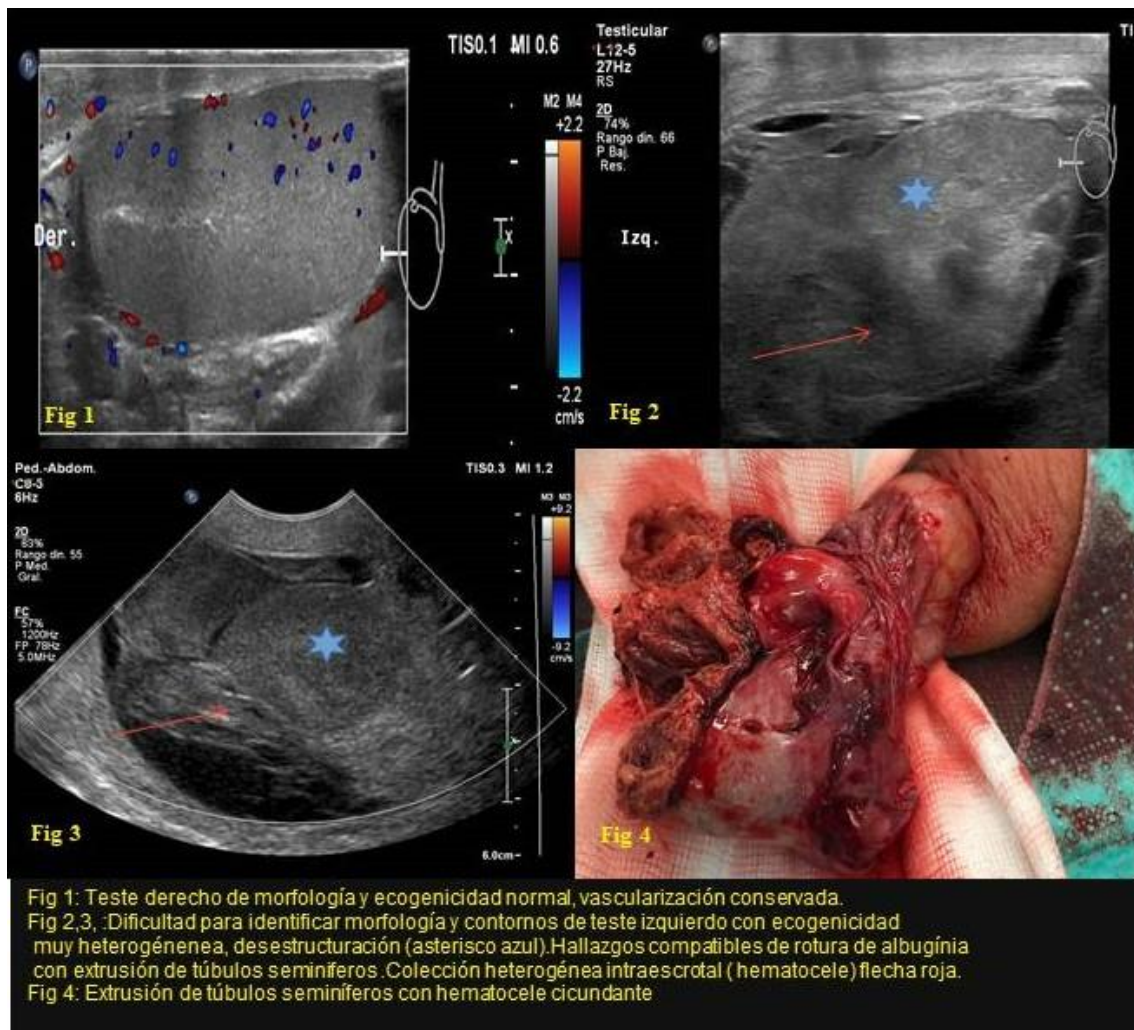 TIS0.1 MI 0.6
M2 M4
+2.2
-2.2
cm/s
Der.
X
P
Fig 1
Testicular
L12-5
27Hz
RS
2D
74%
Rango din. 66
P Baj.
Res.
TI
Izq.
Fig 2
Ped.-Abdom.
C8-5
6Hz
2D
83%
Rango din. 55
P Med.
Gral.
FC
57%
1200Hz
FP 78Hz
5.0MHz
TIS0.3 MI 1.2
M3 M3
+9.2
-9.2
cm/s
6.0cm
Fig 3
Fig 4
Fig 1: Teste derecho de morfología y ecogenicidad normal, vascularización conservada.
Fig 2,3, :Dificultad para identificar morfología y contornos de teste izquierdo con ecogenicidad
muy heterogénenea, desestructuración (asterisco azul).Hallazgos compatibles de rotura de albugínia
con extrusión de túbulos seminíferos .Colección heterogénea intraescrotal ( hematocele) flecha roja.
Fig 4: Extrusión de túbulos seminíferos con hematocele cicundante